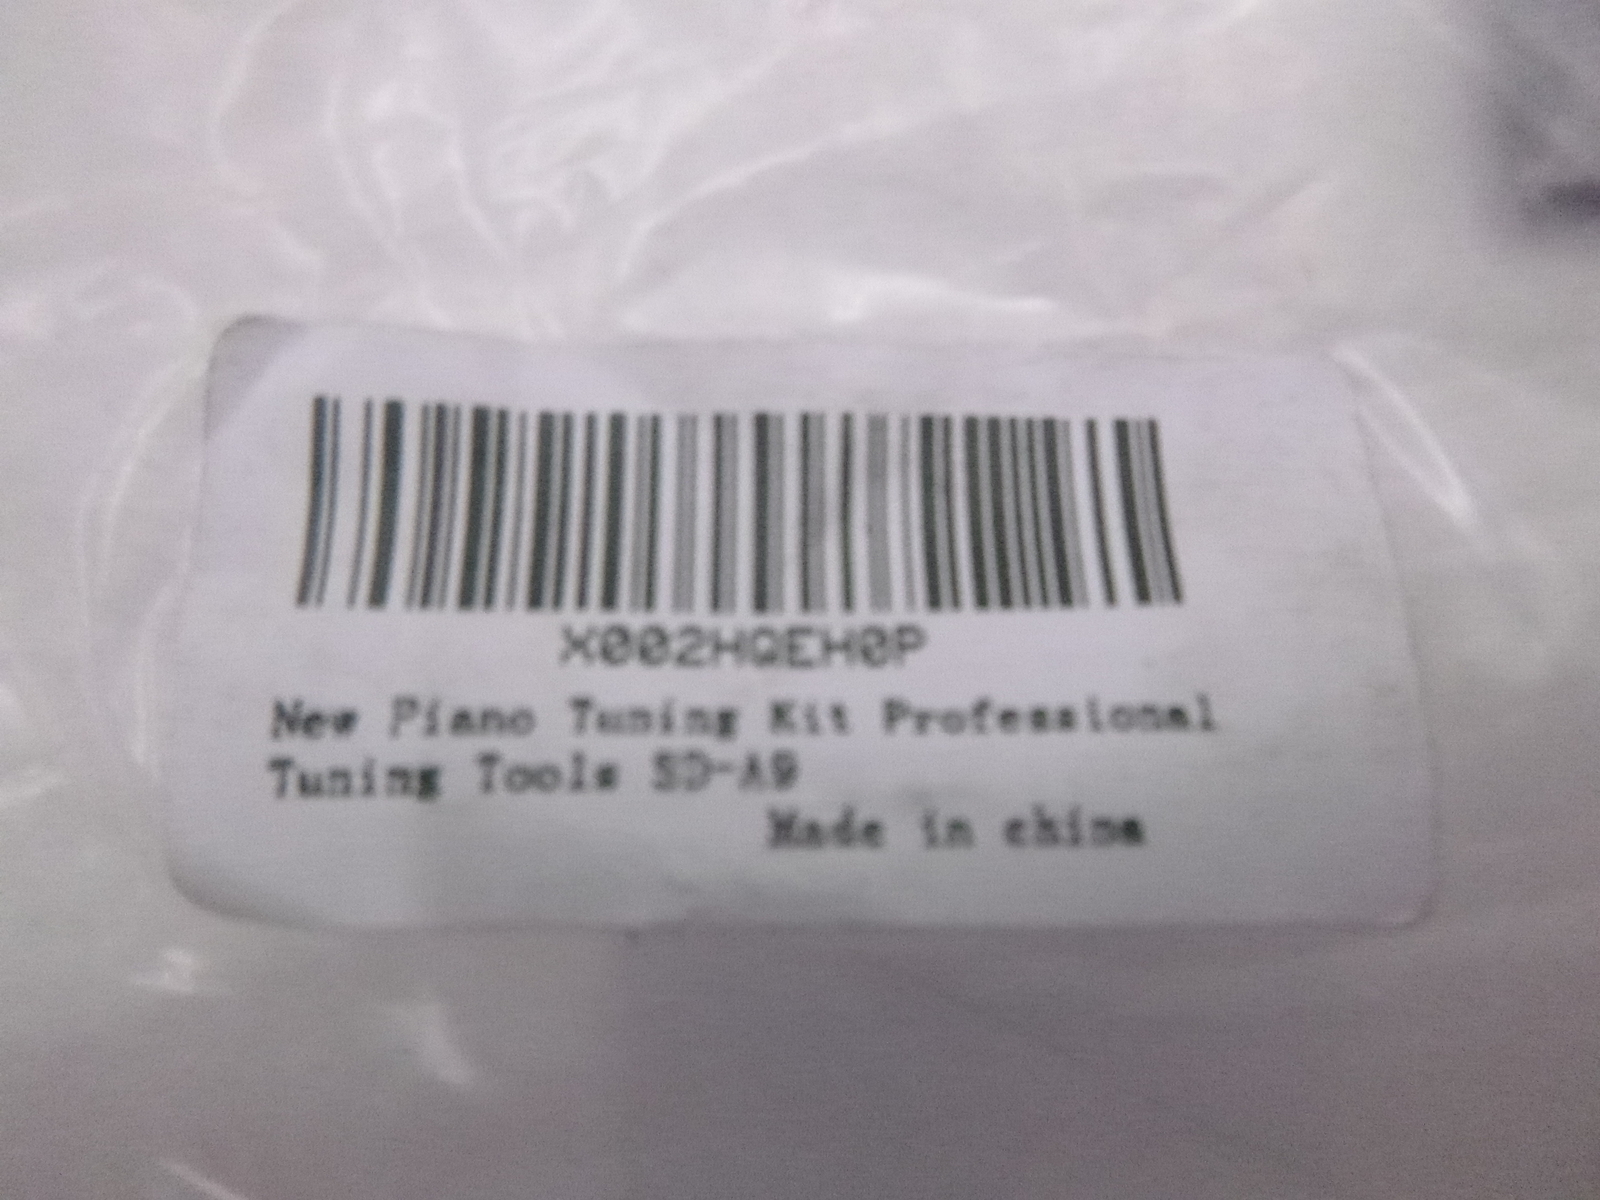 X002HQEH0P
New Piano Tuning Kit Professional
Tuning Tools SD-A9
Made in china